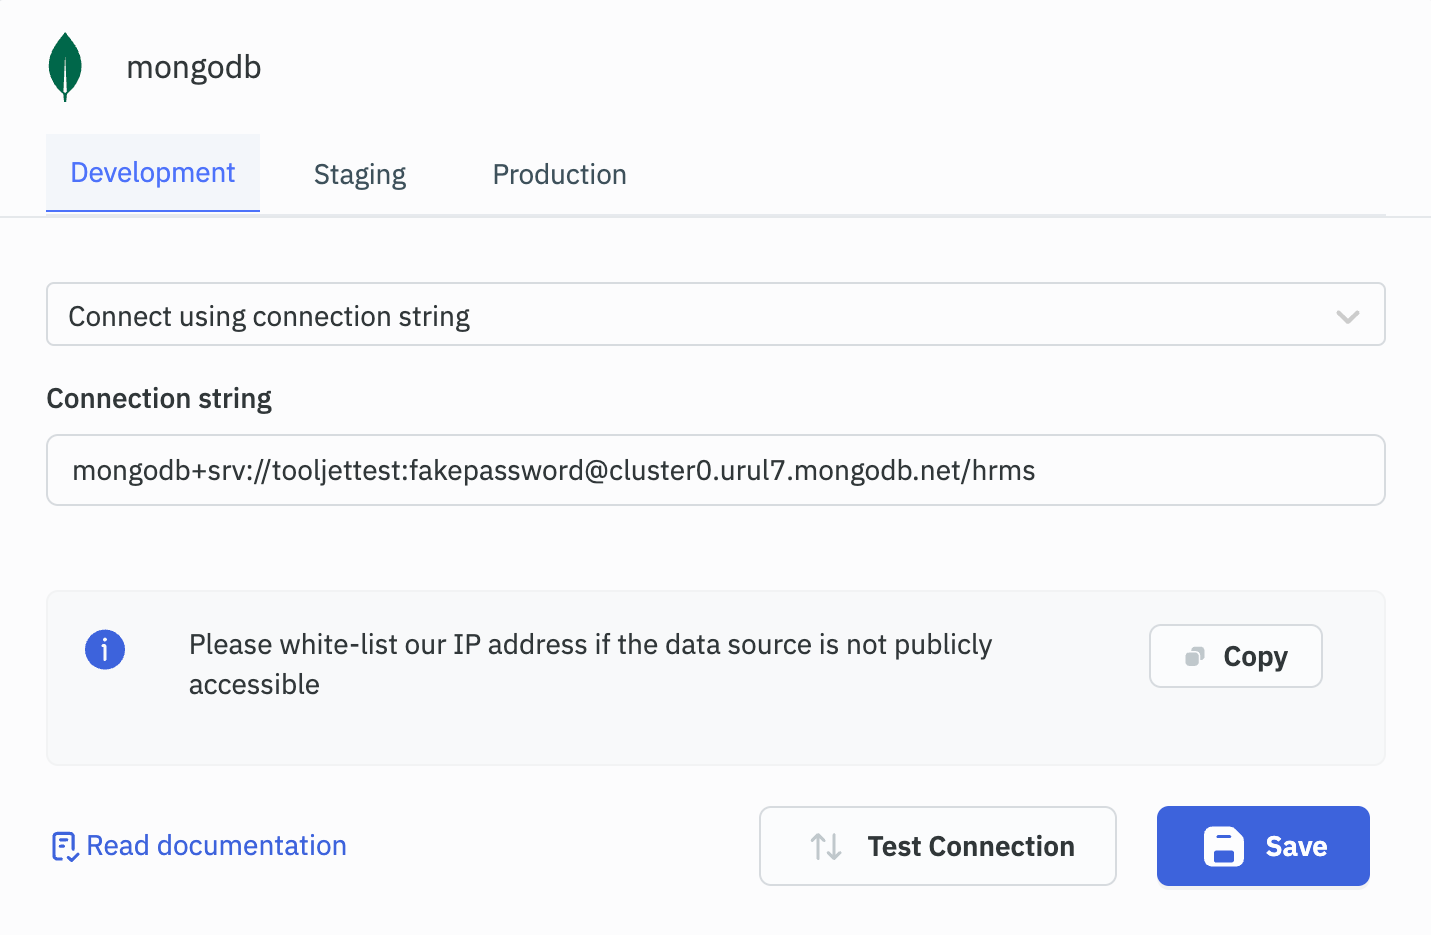 mongodb
Development Staging Production
Connect using connection string
Connection string
mongodb+srv://tooljettest:fakepassword@cluster0.urul7.mongodb.net/hrms
Please white-list our IP address if the data source is not publicly
accessible
Copy
Read documentation
Test Connection
Save